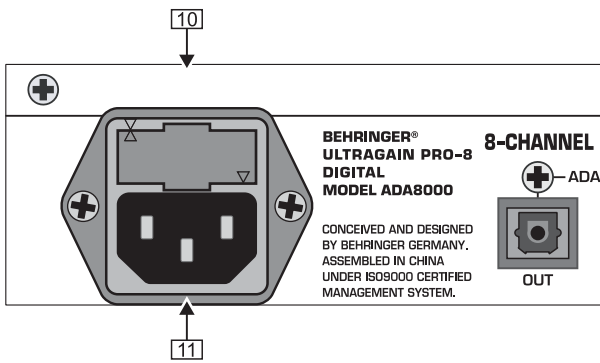 10
BEHRINGER®
ULTRAGAIN PRO-8
DIGITAL
MODEL ADA8000
8-CHANNEL
ADA
CONCEIVED AND DESIGNED
BY BEHRINGER GERMANY.
ASSEMBLED IN CHINA
UNDER ISO9000 CERTIFIED
MANAGEMENT SYSTEM.
OUT
11